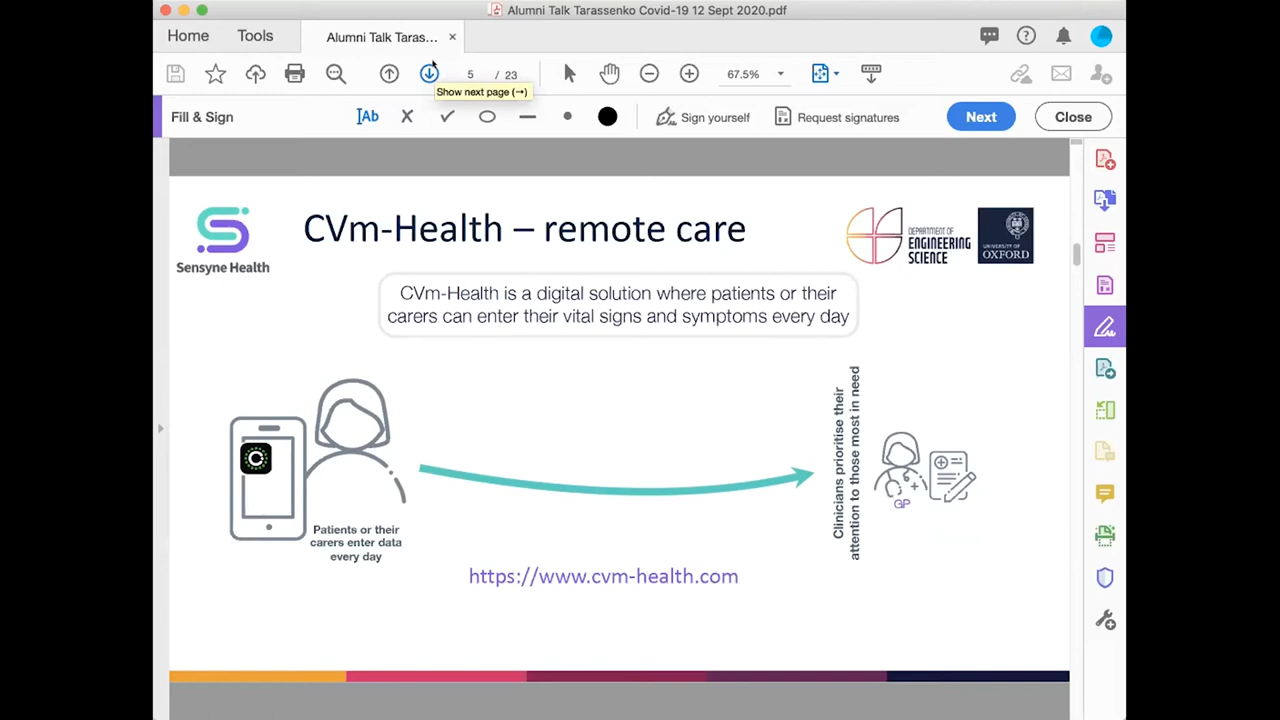 Alumni Talk Tarassenko Covid-19 12 Sept 2020.pdf
Home
Tools
Alumni Talk Taras...
5 / 23
67.5%
Show next page (→)
Fill & Sign
Ab
Sign yourself
Request signatures
Next
Close
Sensyne Health
CVm-Health – remote care
DEPARTMENT OF
ENGINEERING
SCIENCE
UNIVERSITY OF
OXFORD
CVm-Health is a digital solution where patients or their
carers can enter their vital signs and symptoms every day
Patients or their
carers enter data
every day
Clinicians prioritise their
attention to those most in need
GP
https://www.cvm-health.com